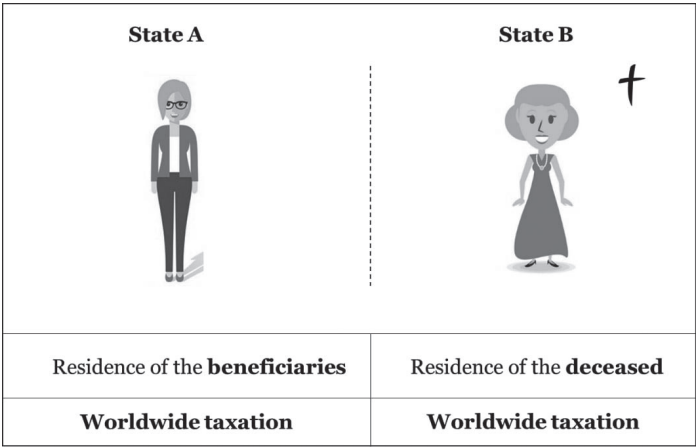 State A
State B
Residence of the beneficiaries
Residence of the deceased
Worldwide taxation
Worldwide taxation